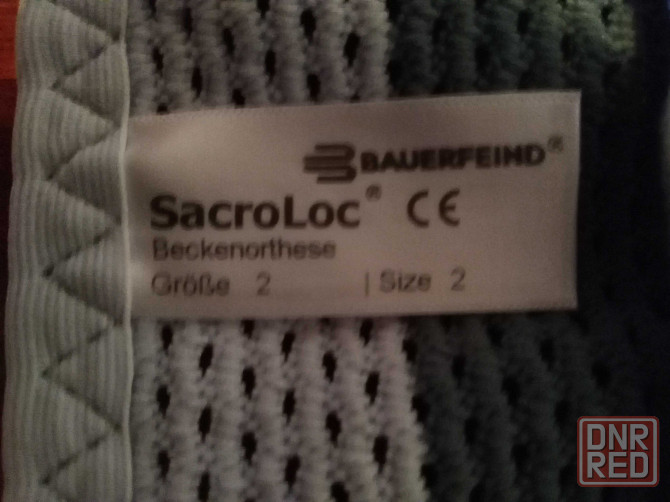 BAUERFEIND®
SacroLoc® CE
Beckenorthese
Größe 2 | Size 2
DNR
RED